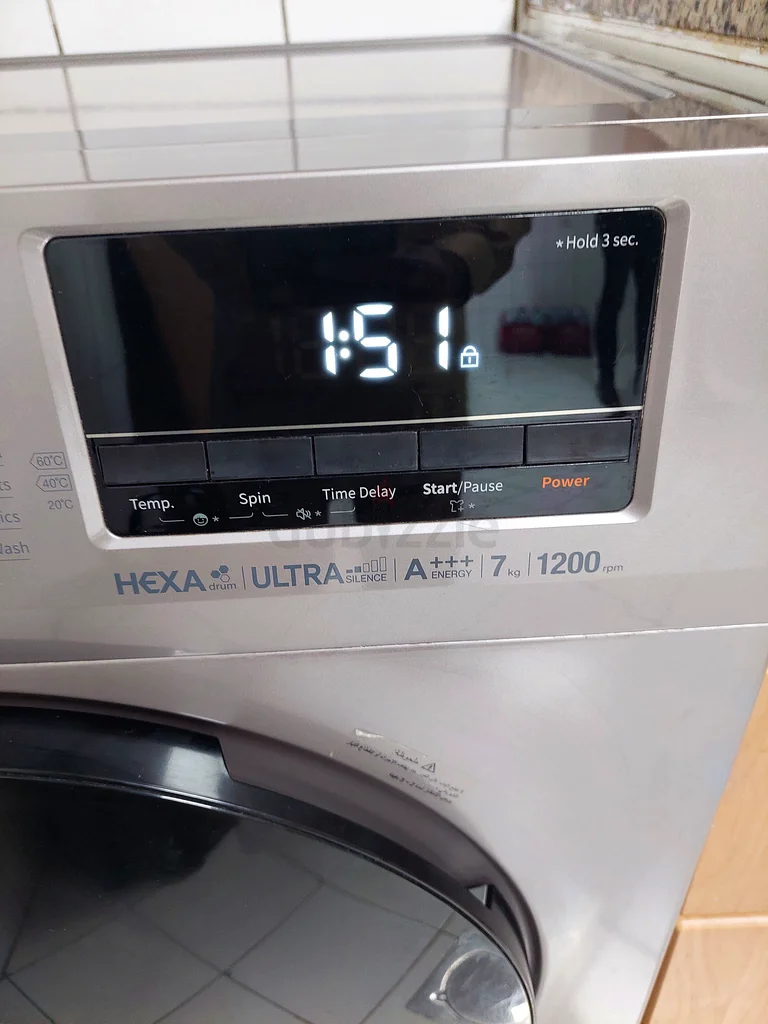 *Hold 3 sec.
1:51
60°C
40°C
20°C
Temp. Spin Time Delay Start/Pause Power
* *
*
dubizzle
HEXA drum | ULTRA SILENCE | A+++ ENERGY | 7 kg | 1200 rpm